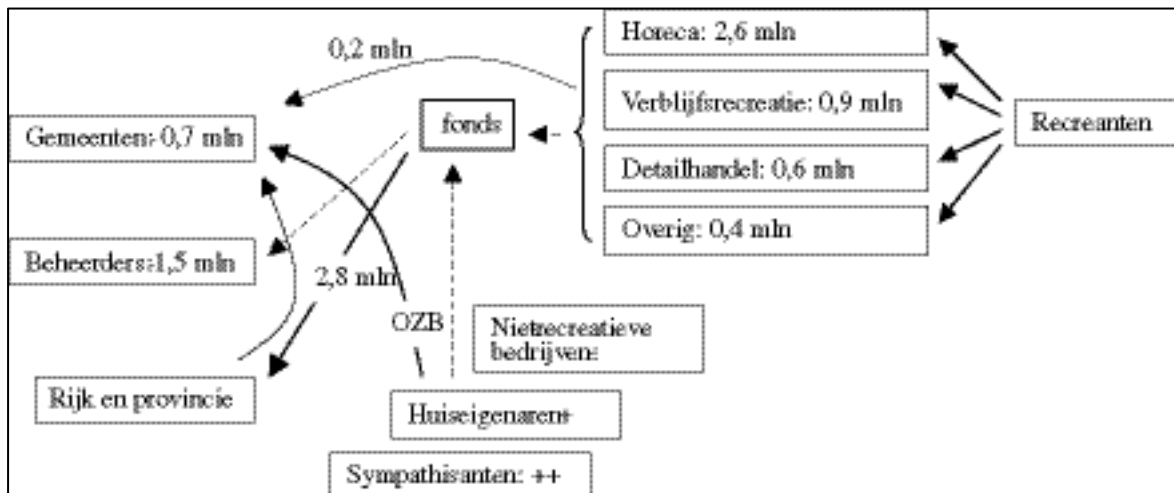 Horeca: 2,6 mln
0,2 mln
Verblijfsrecreatie: 0,9 mln
fonds
Recreanten
Gemeenten: 0,7 mln
Detailhandel: 0,6 mln
Overig: 0,4 mln
Beheerders: 1,5 mln
2,8 mln
OZB
Nietrecreatieve
bedrijven:
Rijk en provincie
Huiseigenaren+
Sympathisanten: ++